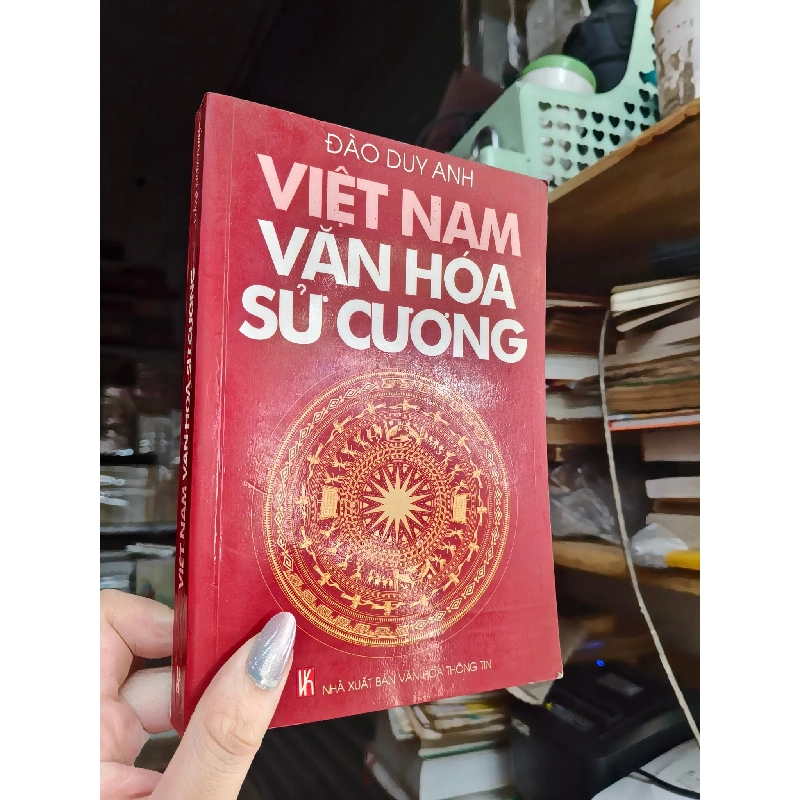 ĐÀO DUY ANH
VIỆT NAM
VĂN HÓA
SỬ CƯƠNG
NHÀ XUẤT BẢN VĂN HÓA THÔNG TIN
VIỆT NAM VĂN HÓA SỬ CƯƠNG